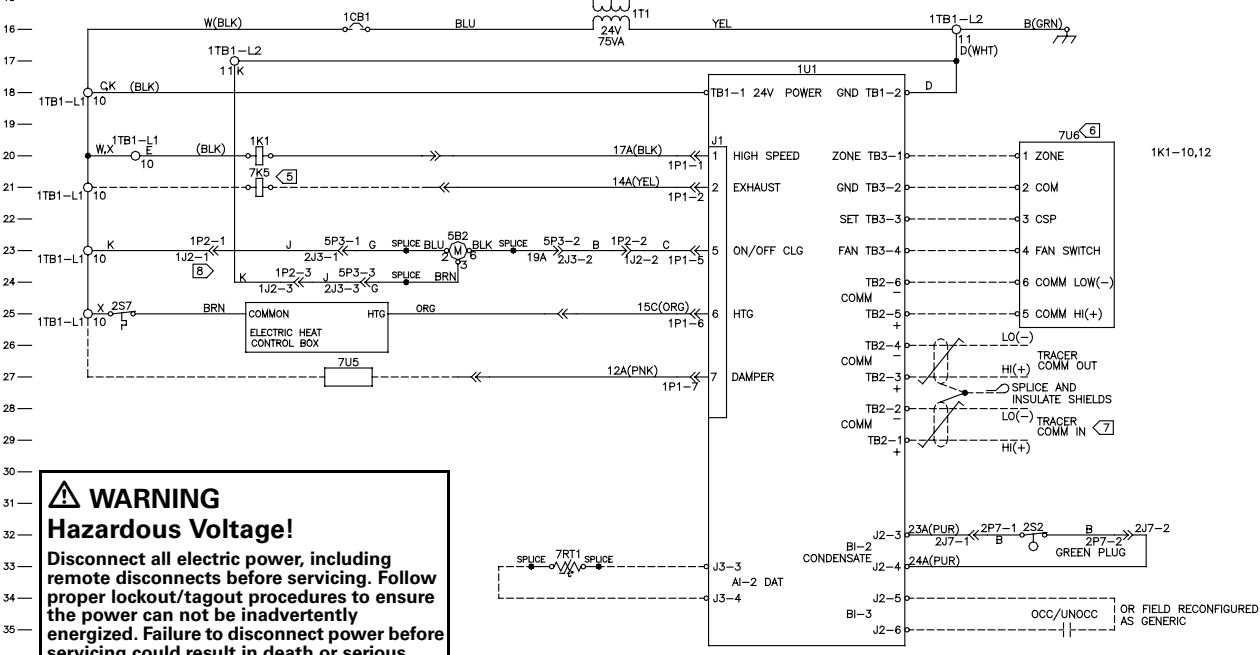 16 W(BLK) 1CB1 BLU 24V 75VA 1T1 YEL 1TB1-L2 B(GRN)
11
D(WHT)
17 1TB1-L2
11 K
1U1
18 C,K (BLK) TB1-1 24V POWER GND TB1-2 D
1TB1-L1 10
19
J1
7U6 6
20 W,X 1TB1-L1 E (BLK) 1K1 17A(BLK) 1 HIGH SPEED ZONE TB3-1 1 ZONE 1K1-10,12
10
1P1-1
7K5 5
21 1TB1-L1 10 14A(YEL) 2 EXHAUST GND TB3-2 2 COM
1P1-2
22 SET TB3-3 3 CSP
23 K 1P2-1 J 5P3-1 G SPLICE BLU 5B2 M BLK SPLICE 5P3-2 B 1P2-2 C 5 ON/OFF CLG FAN TB3-4 4 FAN SWITCH
1TB1-L1 10 1J2-1 2J3-1 2 6 3 19A 2J3-2 1J2-2 1P1-5
8
24 K 1P2-3 J 5P3-3 SPLICE BRN TB2-6 6 COMM LOW(-)
1J2-3 2J3-3 G
COMM -
25 X 2S7 BRN COMMON HTG ORG 15C(ORG) 6 HTG TB2-5 5 COMM HI(+)
1TB1-L1 10 1P1-6 +
ELECTRIC HEAT
CONTROL BOX
26 TB2-4 LO(-)
COMM -
TRACER
COMM OUT
7U5
27 12A(PNK) 7 DAMPER TB2-3 HI(+)
1P1-7 +
SPLICE AND
INSULATE SHIELDS
28 TB2-2 LO(-)
COMM -
TRACER
COMM IN 7
29 TB2-1 HI(+)
+
30
31
32 J2-3 23A(PUR) 2P7-1 2S2 B 2J7-2
2J7-1 B 2P7-2
BI-2
CONDENSATE
GREEN PLUG
33 SPLICE 7RT1 SPLICE J3-3 J2-4 24A(PUR)
AI-2 DAT
34 J3-4 J2-5
BI-3
OCC/UNOCC
OR FIELD RECONFIGURED
AS GENERIC
35 J2-6
WARNING
Hazardous Voltage!
Disconnect all electric power, including
remote disconnects before servicing. Follow
proper lockout/tagout procedures to ensure
the power can not be inadvertently
energized. Failure to disconnect power before
servicing could result in death or serious